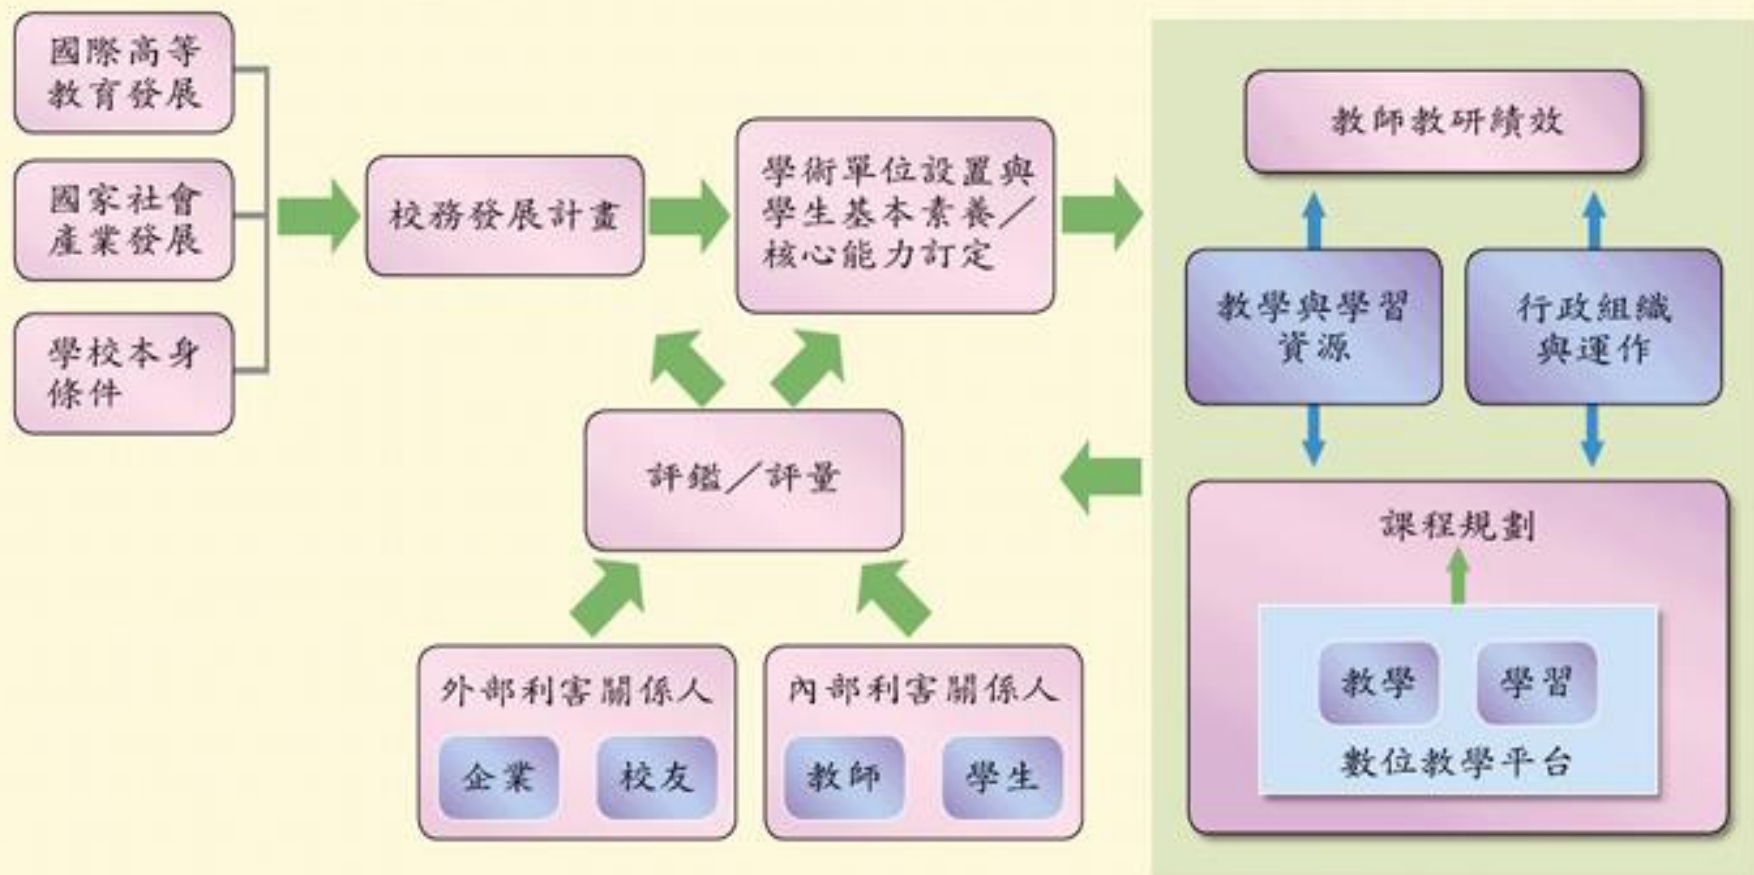 國際高等
教育發展
國家社會
產業發展
學校本身
條件
校務發展計畫
學術單位設置與
學生基本素養／
核心能力訂定
評鑑／評量
外部利害關係人
企業
校友
內部利害關係人
教師
學生
教師教研績效
教學與學習
資源
行政組織
與運作
課程規劃
教學
學習
數位教學平台